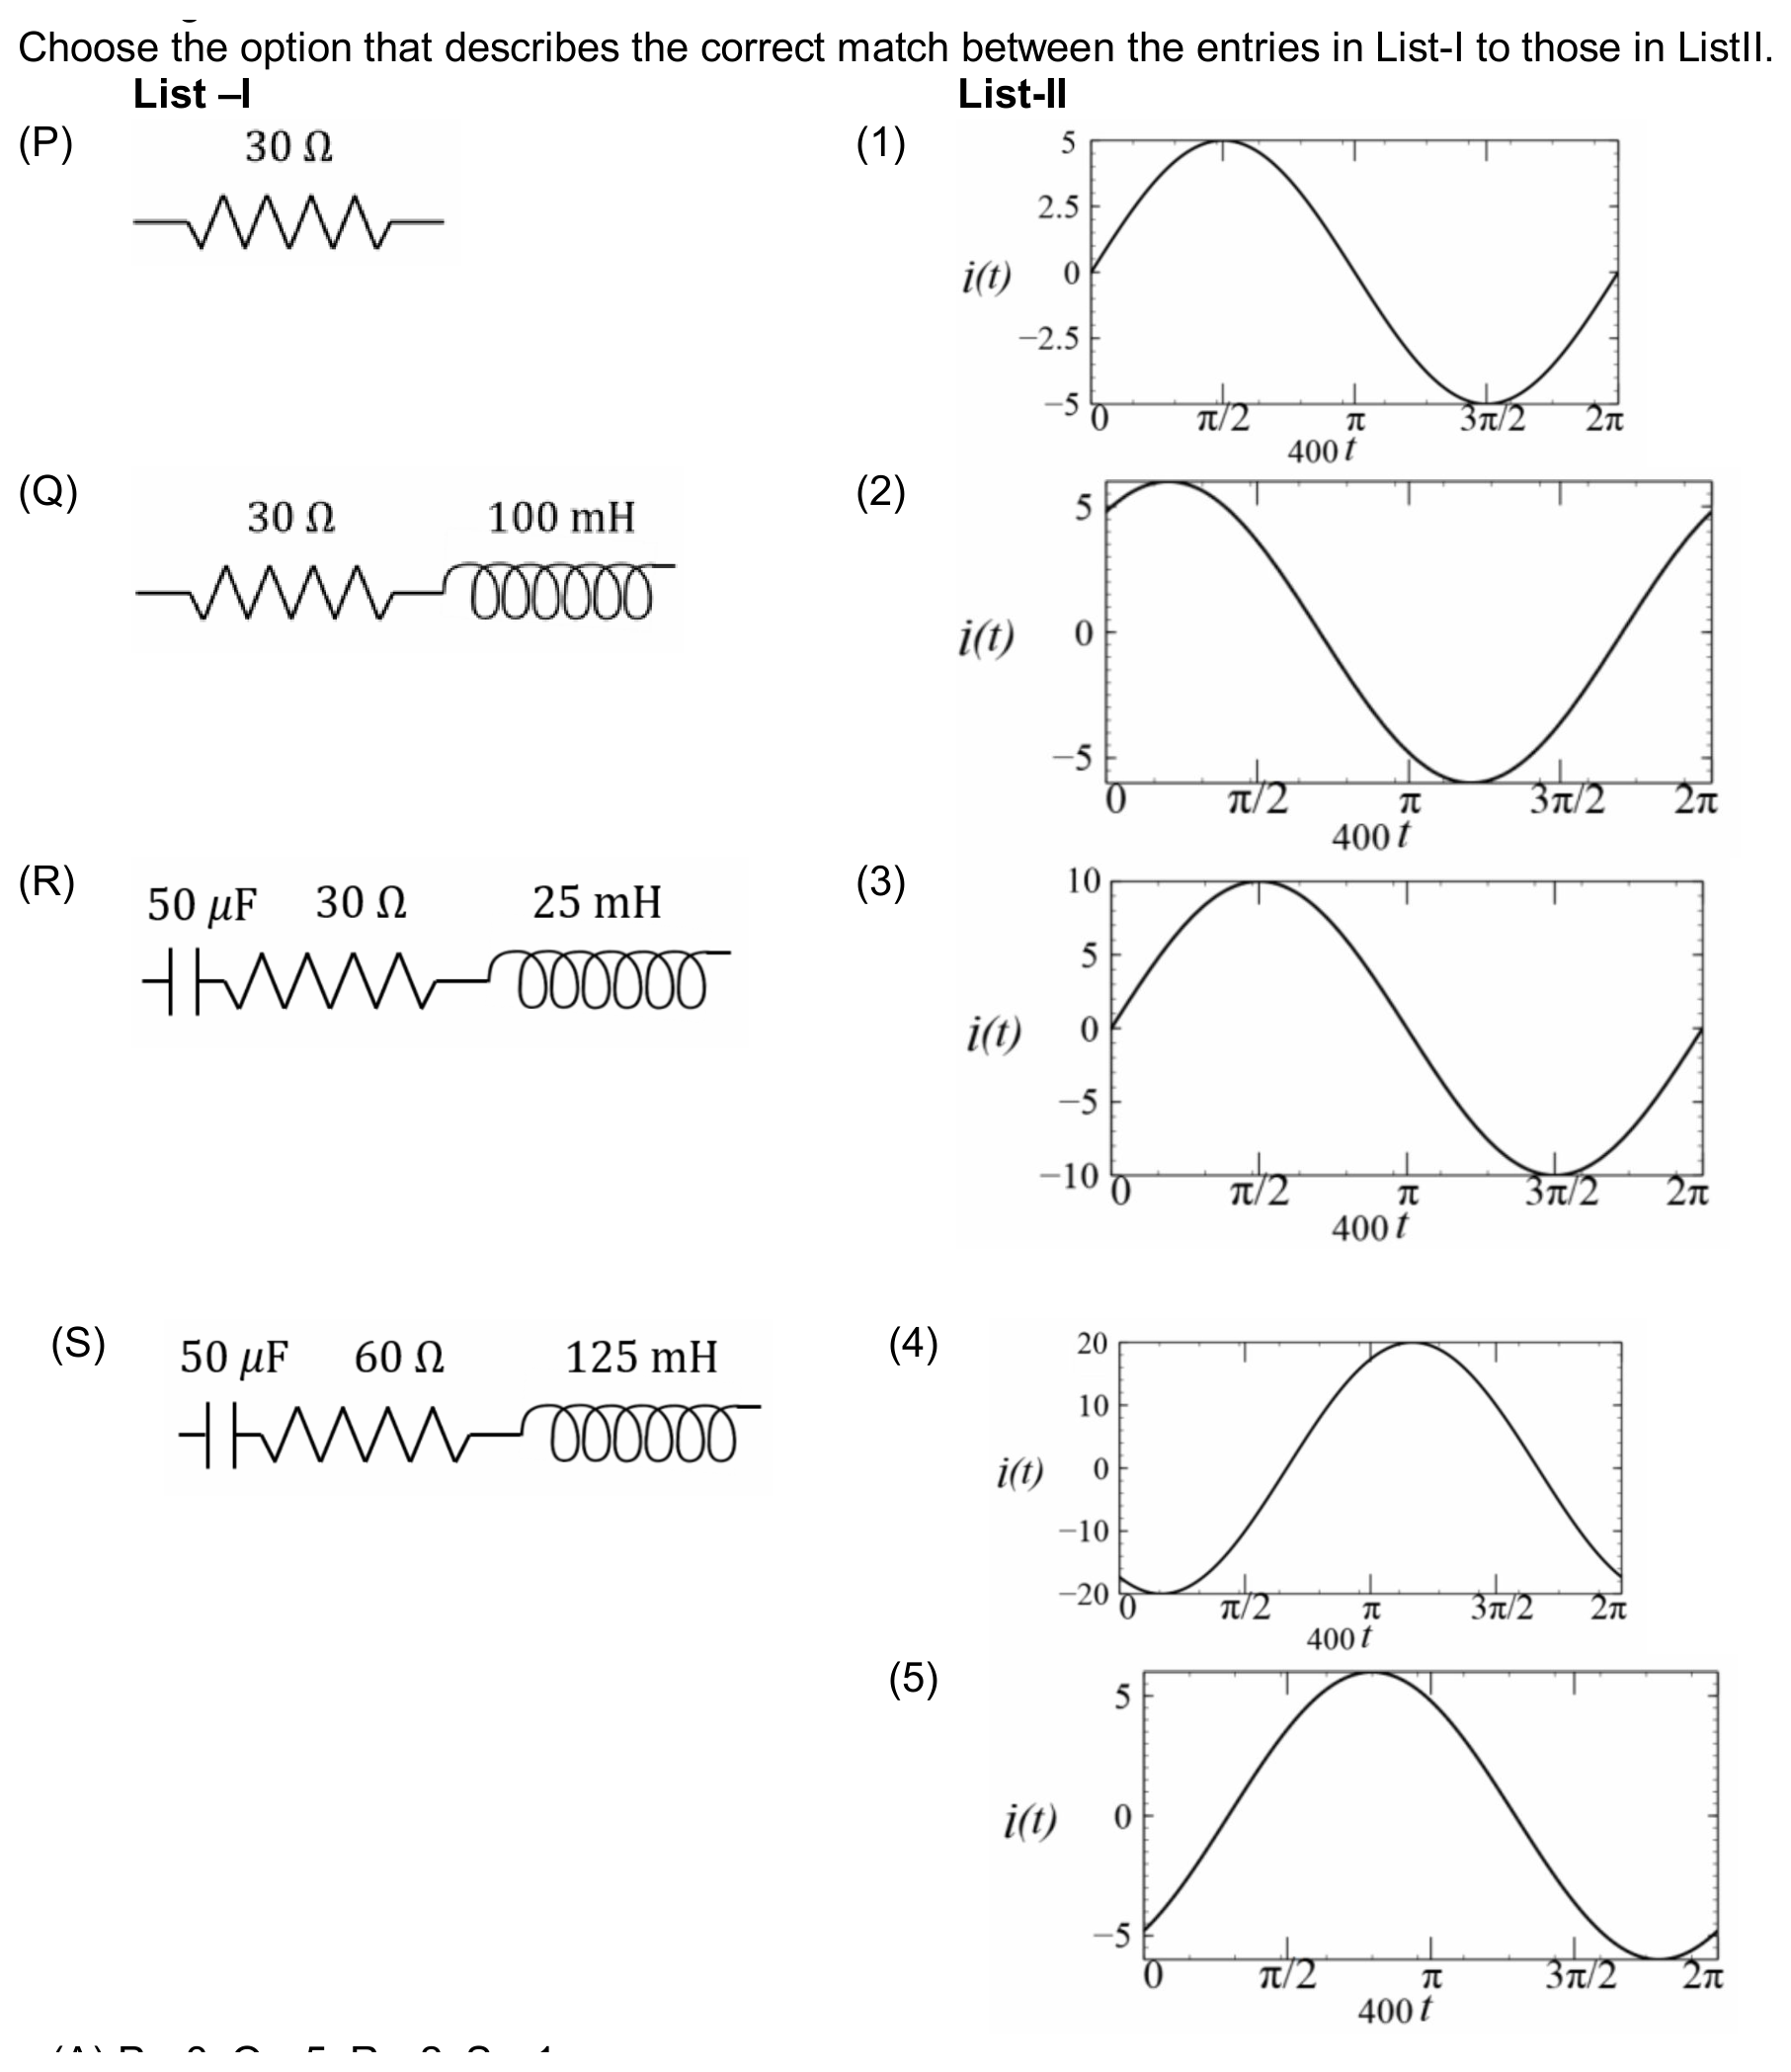 Choose the option that describes the correct match between the entries in List-I to those in ListII.
List –I List-II
(P) 30 Ω
(1) 5 2.5 0 −2.5 −5
i(t)
0 π/2 π 3π/2 2π
400 t
(Q) 30 Ω 100 mH
(2) 5 0 −5
i(t)
0 π/2 π 3π/2 2π
400 t
(R) 50 μF 30 Ω 25 mH
(3) 10 5 0 −5 −10
i(t)
0 π/2 π 3π/2 2π
400 t
(S) 50 μF 60 Ω 125 mH
(4) 20 10 0 −10 −20
i(t)
0 π/2 π 3π/2 2π
400 t
(5) 5 0 −5
i(t)
0 π/2 π 3π/2 2π
400 t